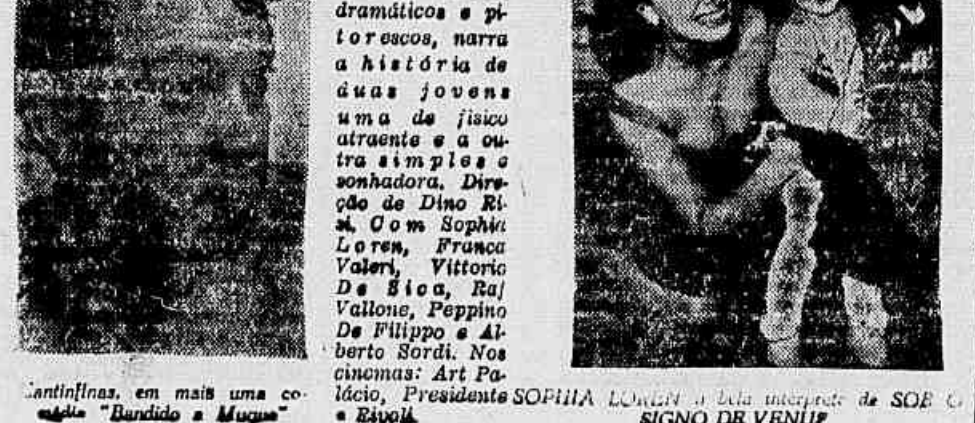 dramáticos e pi-
torescos, narra
a história de
duas jovens
uma de físico
atraente e a ou-
tra simples e
sonhadora. Dire-
ção de Dino Ri-
si. Com Sophia
Loren, Franca
Valeri, Vittorio
De Sica, Raf
Vallone, Peppino
De Filippo e Al-
berto Sordi. Nos
cinemas: Art Pa-
lácio, Presidente
e Rivoli
Cantinflas, em mais uma co-
média "Bandido a Muque"
SOPHIA LOREN a bela intérprete de SOB O
SIGNO DE VENUS